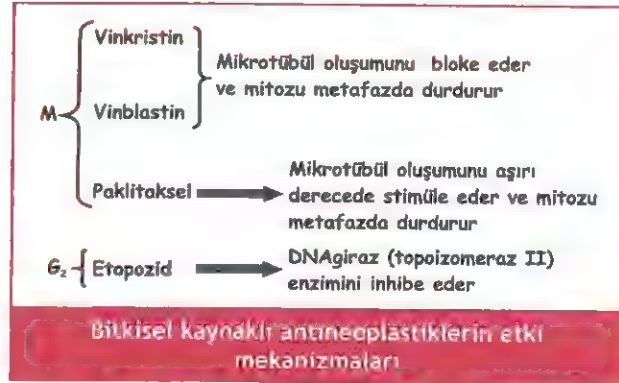 Vinkristin
Mikrotübül oluşumunu bloke eder
ve mitozu metafazda durdurur
M
Vinblastin
Mikrotübül oluşumunu aşırı
Paklitaksel
derecede stimüle eder ve mitozu
metafazda durdurur
G2
Etopozid
DNAgiraz (topoizomeraz II)
enzimini inhibe eder
Bitkisel kaynaklı antineoplastiklerin etki
mekanizmaları